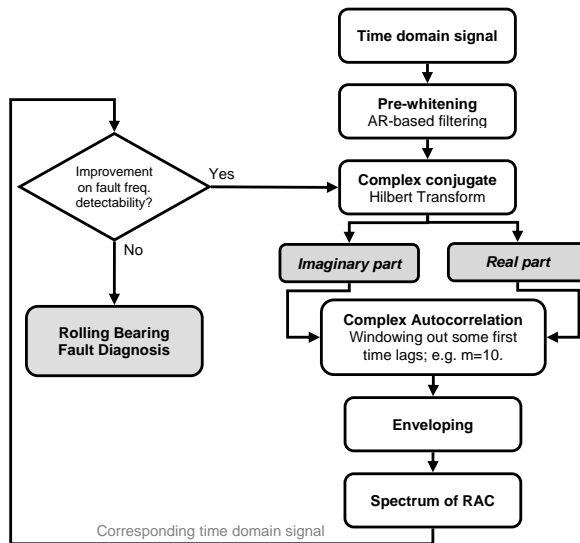 Time domain signal
Pre-whitening
AR-based filtering
Improvement
on fault freq.
detectability?
Yes
Complex conjugate
Hilbert Transform
No
Imaginary part
Real part
Rolling Bearing
Fault Diagnosis
Complex Autocorrelation
Windowing out some first
time lags; e.g. m=10.
Enveloping
Spectrum of RAC
Corresponding time domain signal